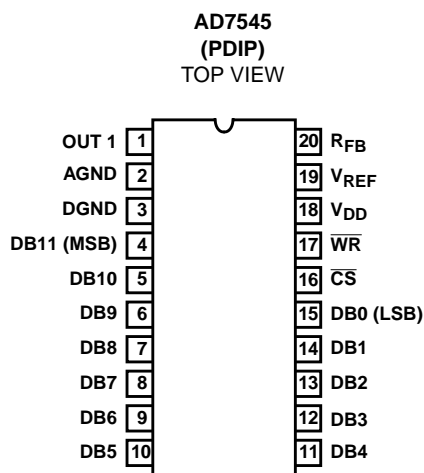 AD7545
(PDIP)
TOP VIEW
OUT 1 1 20 RFB
AGND 2 19 VREF
DGND 3 18 VDD
DB11 (MSB) 4 17 W̅R̅
DB10 5 16 C̅S̅
DB9 6 15 DB0 (LSB)
DB8 7 14 DB1
DB7 8 13 DB2
DB6 9 12 DB3
DB5 10 11 DB4